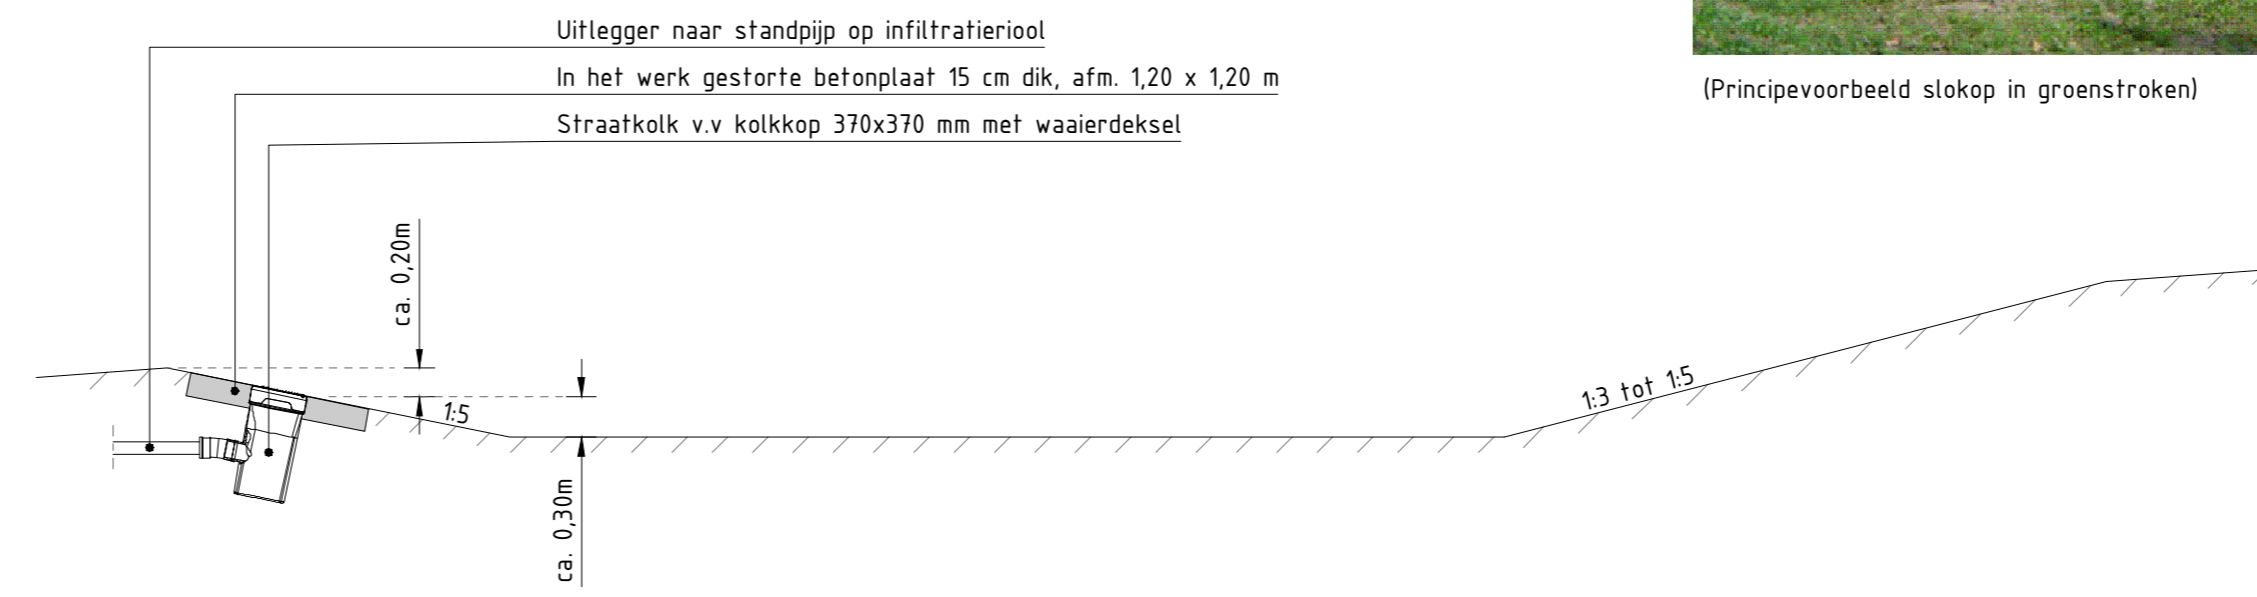 Uitlegger naar standpijp op infiltratieriool
In het werk gestorte betonplaat 15 cm dik, afm. 1,20 x 1,20 m
Straatkolk v.v kolkkop 370x370 mm met waaierdeksel
(Principevoorbeeld slokop in groenstroken)
ca. 0,20m
1:5
ca. 0,30m
1:3 tot 1:5